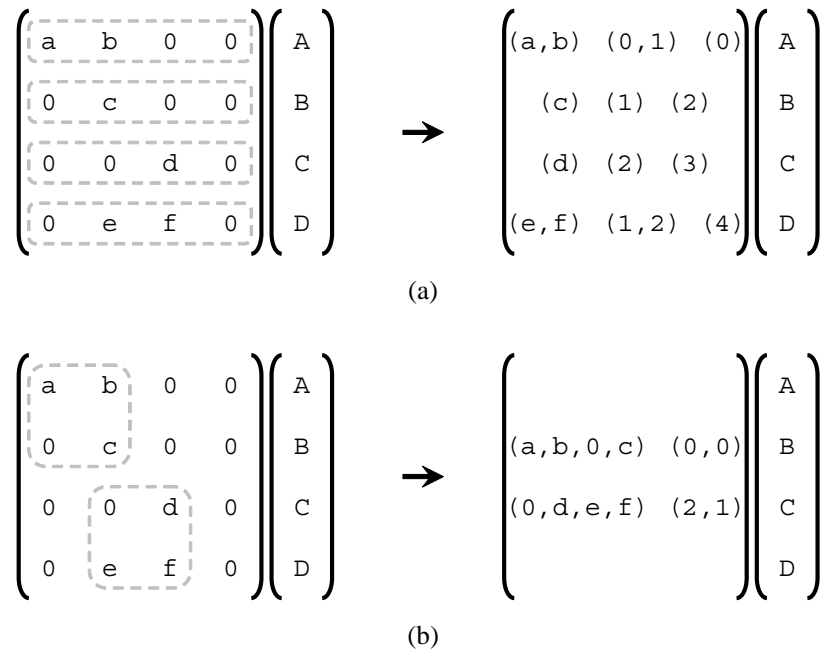 a b 0 0 A (a,b) (0,1) (0) A
0 c 0 0 B (c) (1) (2) B
0 0 d 0 C (d) (2) (3) C
0 e f 0 D (e,f) (1,2) (4) D
(a)
a b 0 0 A A
0 c 0 0 B (a,b,0,c) (0,0) B
0 0 d 0 C (0,d,e,f) (2,1) C
0 e f 0 D D
(b)